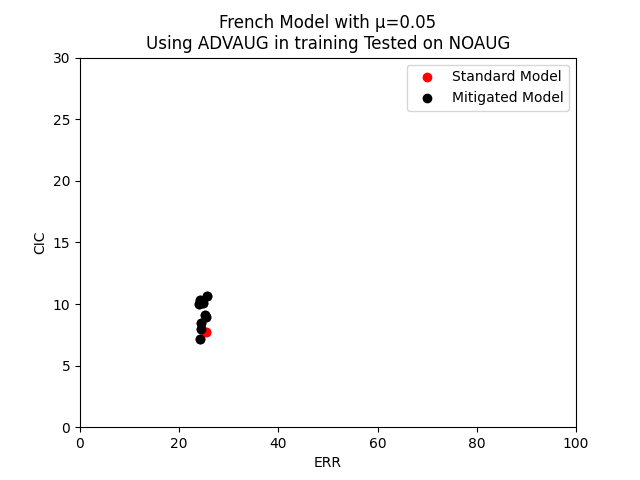 French Model with μ=0.05
Using ADVAUG in training Tested on NOAUG
30
25
20
15
10
5
0
CIC
Standard Model
Mitigated Model
0 20 40 60 80 100
ERR